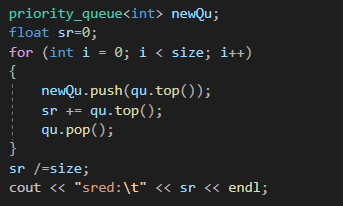 priority_queue<int> newQu;
float sr=0;
for (int i = 0; i < size; i++)
{
newQu.push(qu.top());
sr += qu.top();
qu.pop();
}
sr /=size;
cout << "sred:\t" << sr << endl;